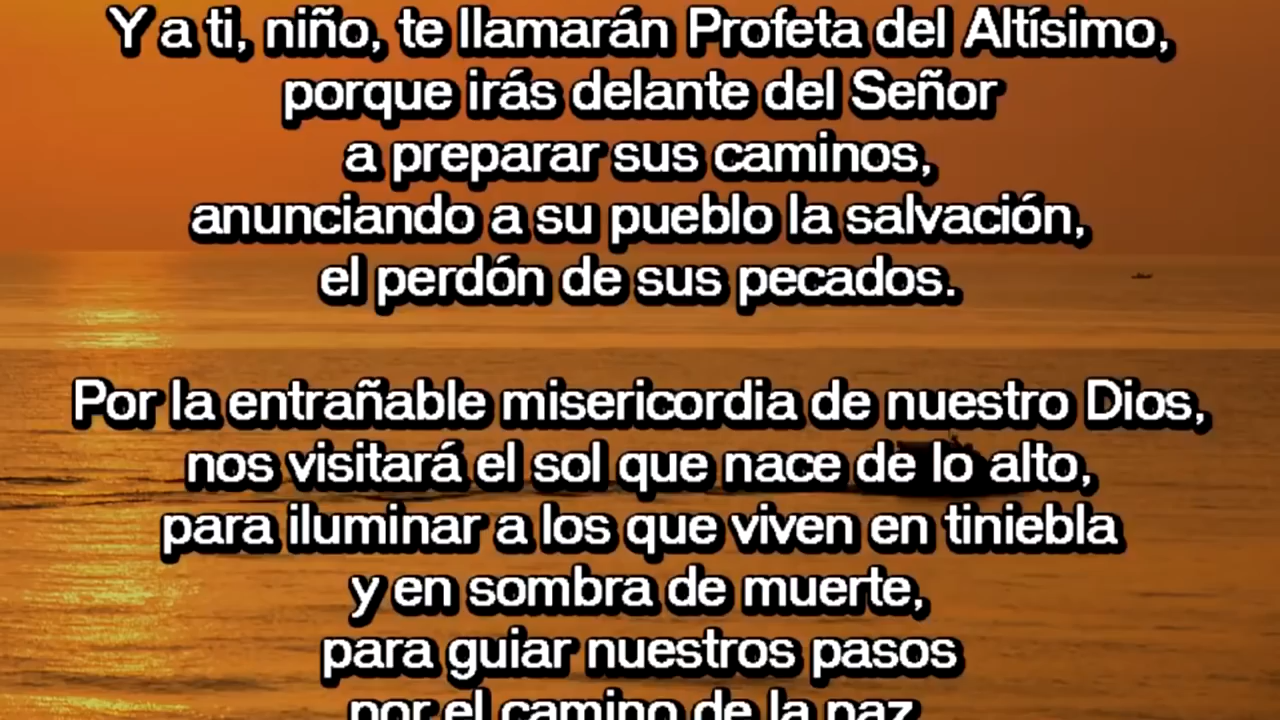 Y a ti, niño, te llamarán Profeta del Altísimo,
porque irás delante del Señor
a preparar sus caminos,
anunciando a su pueblo la salvación,
el perdón de sus pecados.
Por la entrañable misericordia de nuestro Dios,
nos visitará el sol que nace de lo alto,
para iluminar a los que viven en tiniebla
y en sombra de muerte,
para guiar nuestros pasos
por el camino de la paz